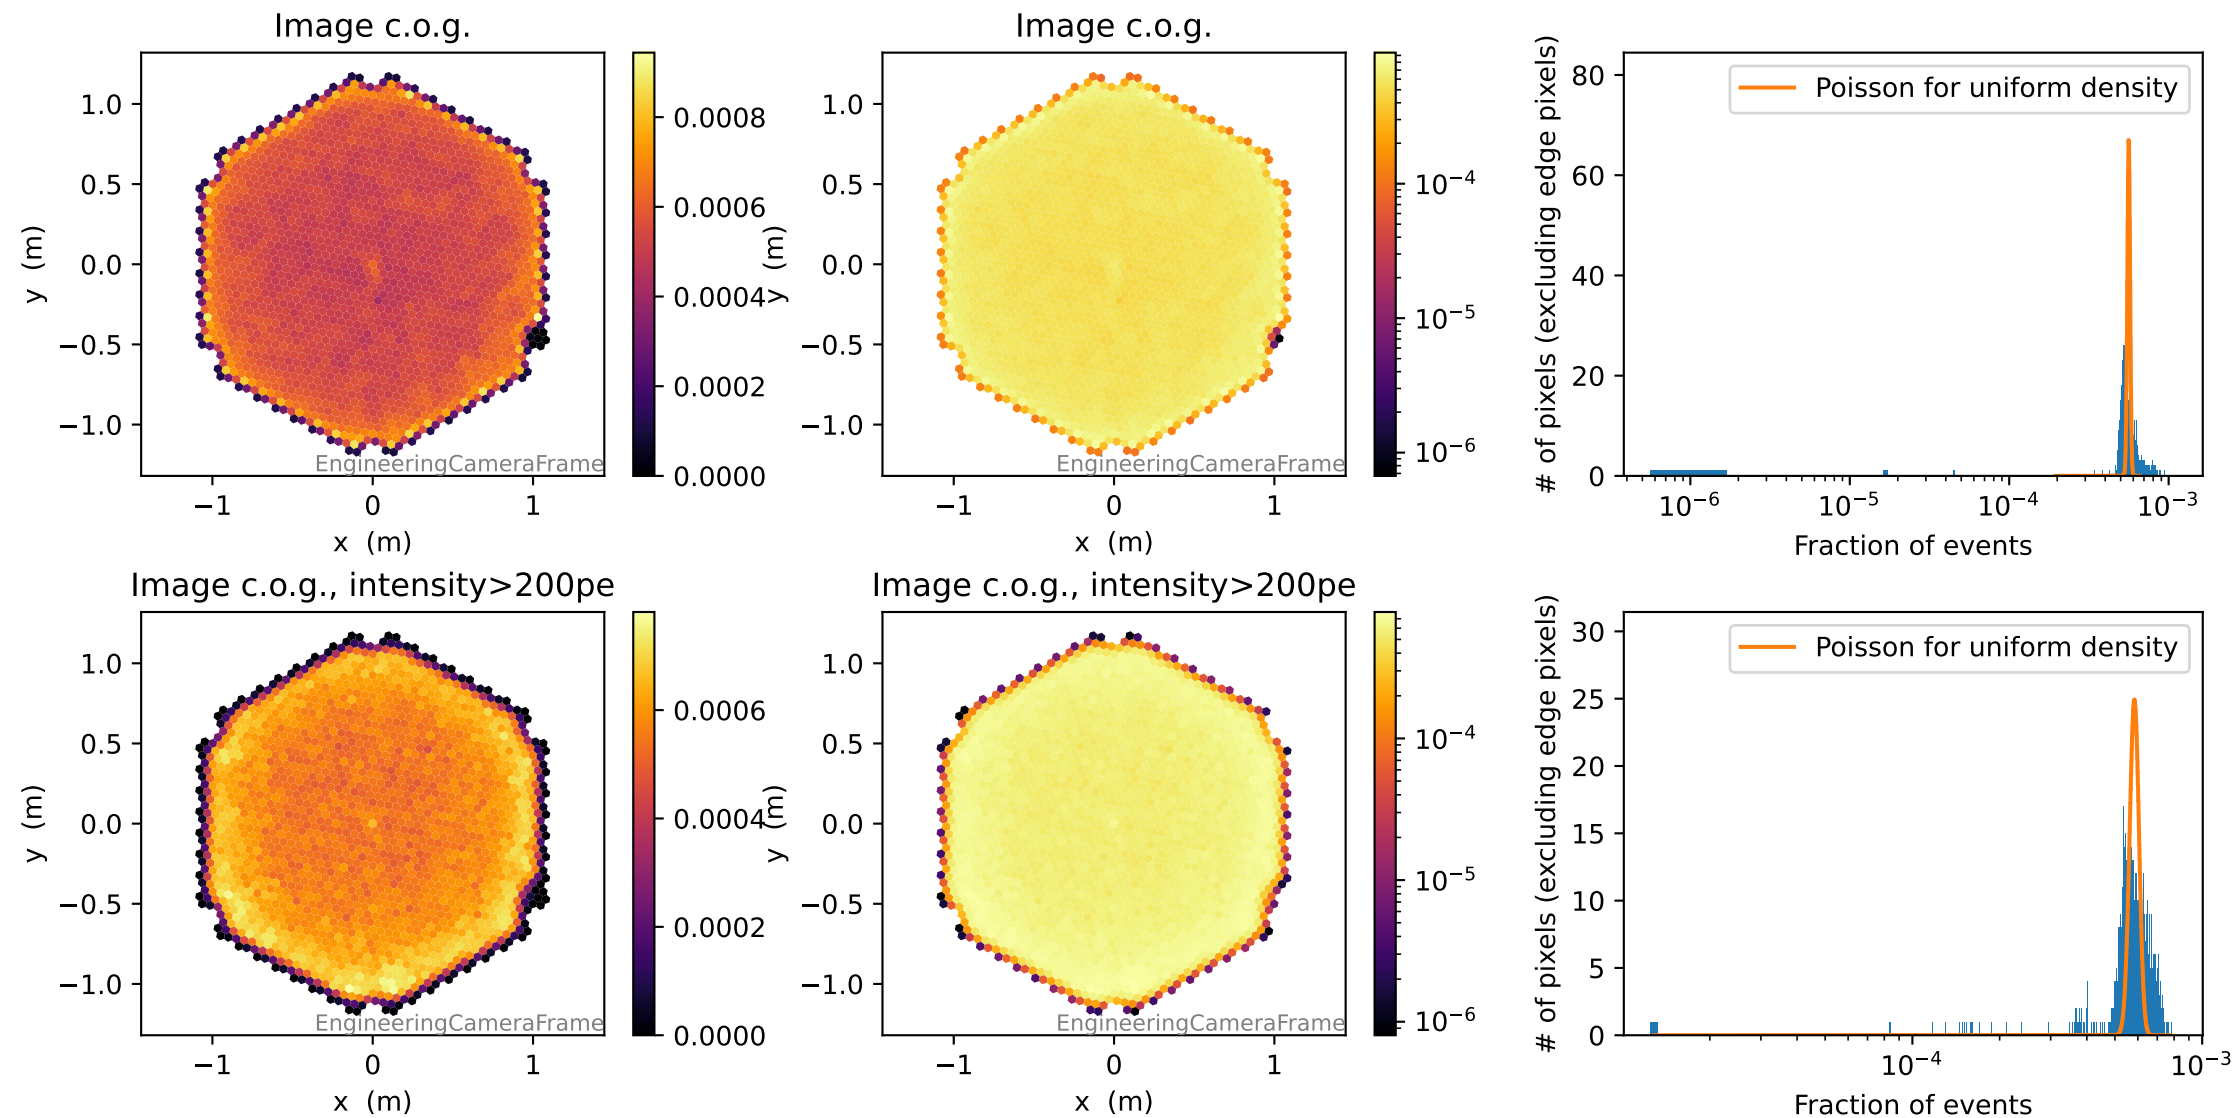 Image c.o.g.
1.0
0.5
0.0
−0.5
−1.0
y (m)
−1
0
1
x (m)
EngineeringCameraFrame
0.0008
0.0006
0.0004
0.0002
0.0000
Image c.o.g.
1.0
0.5
0.0
−0.5
−1.0
y (m)
−1
0
1
x (m)
EngineeringCameraFrame
10⁻⁴
10⁻⁵
10⁻⁶
# of pixels (excluding edge pixels)
80
60
40
20
0
Poisson for uniform density
10⁻⁶
10⁻⁵
10⁻⁴
10⁻³
Fraction of events
Image c.o.g., intensity>200pe
1.0
0.5
0.0
−0.5
−1.0
y (m)
−1
0
1
x (m)
EngineeringCameraFrame
0.0006
0.0004
0.0002
0.0000
Image c.o.g., intensity>200pe
1.0
0.5
0.0
−0.5
−1.0
y (m)
−1
0
1
x (m)
EngineeringCameraFrame
10⁻⁴
10⁻⁵
10⁻⁶
# of pixels (excluding edge pixels)
30
25
20
15
10
5
0
Poisson for uniform density
10⁻⁴
10⁻³
Fraction of events